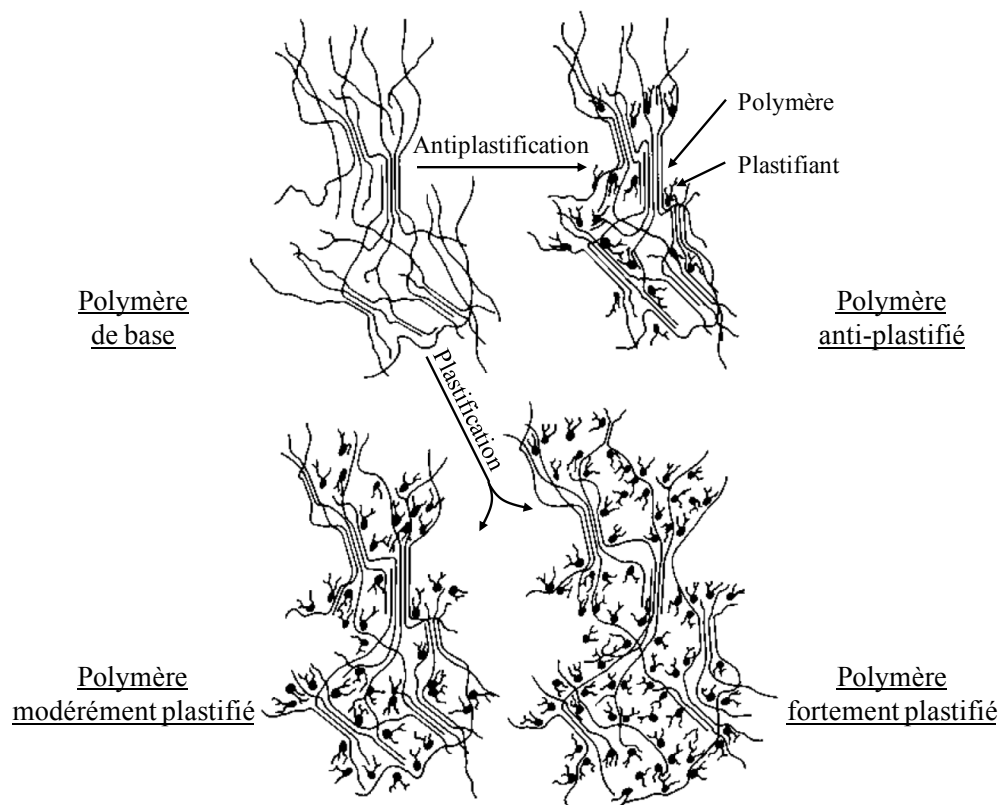 Polymère
Antiplastification
Plastifiant
Polymère
de base
Polymère
anti-plastifié
Plastification
Polymère
modérément plastifié
Polymère
fortement plastifié